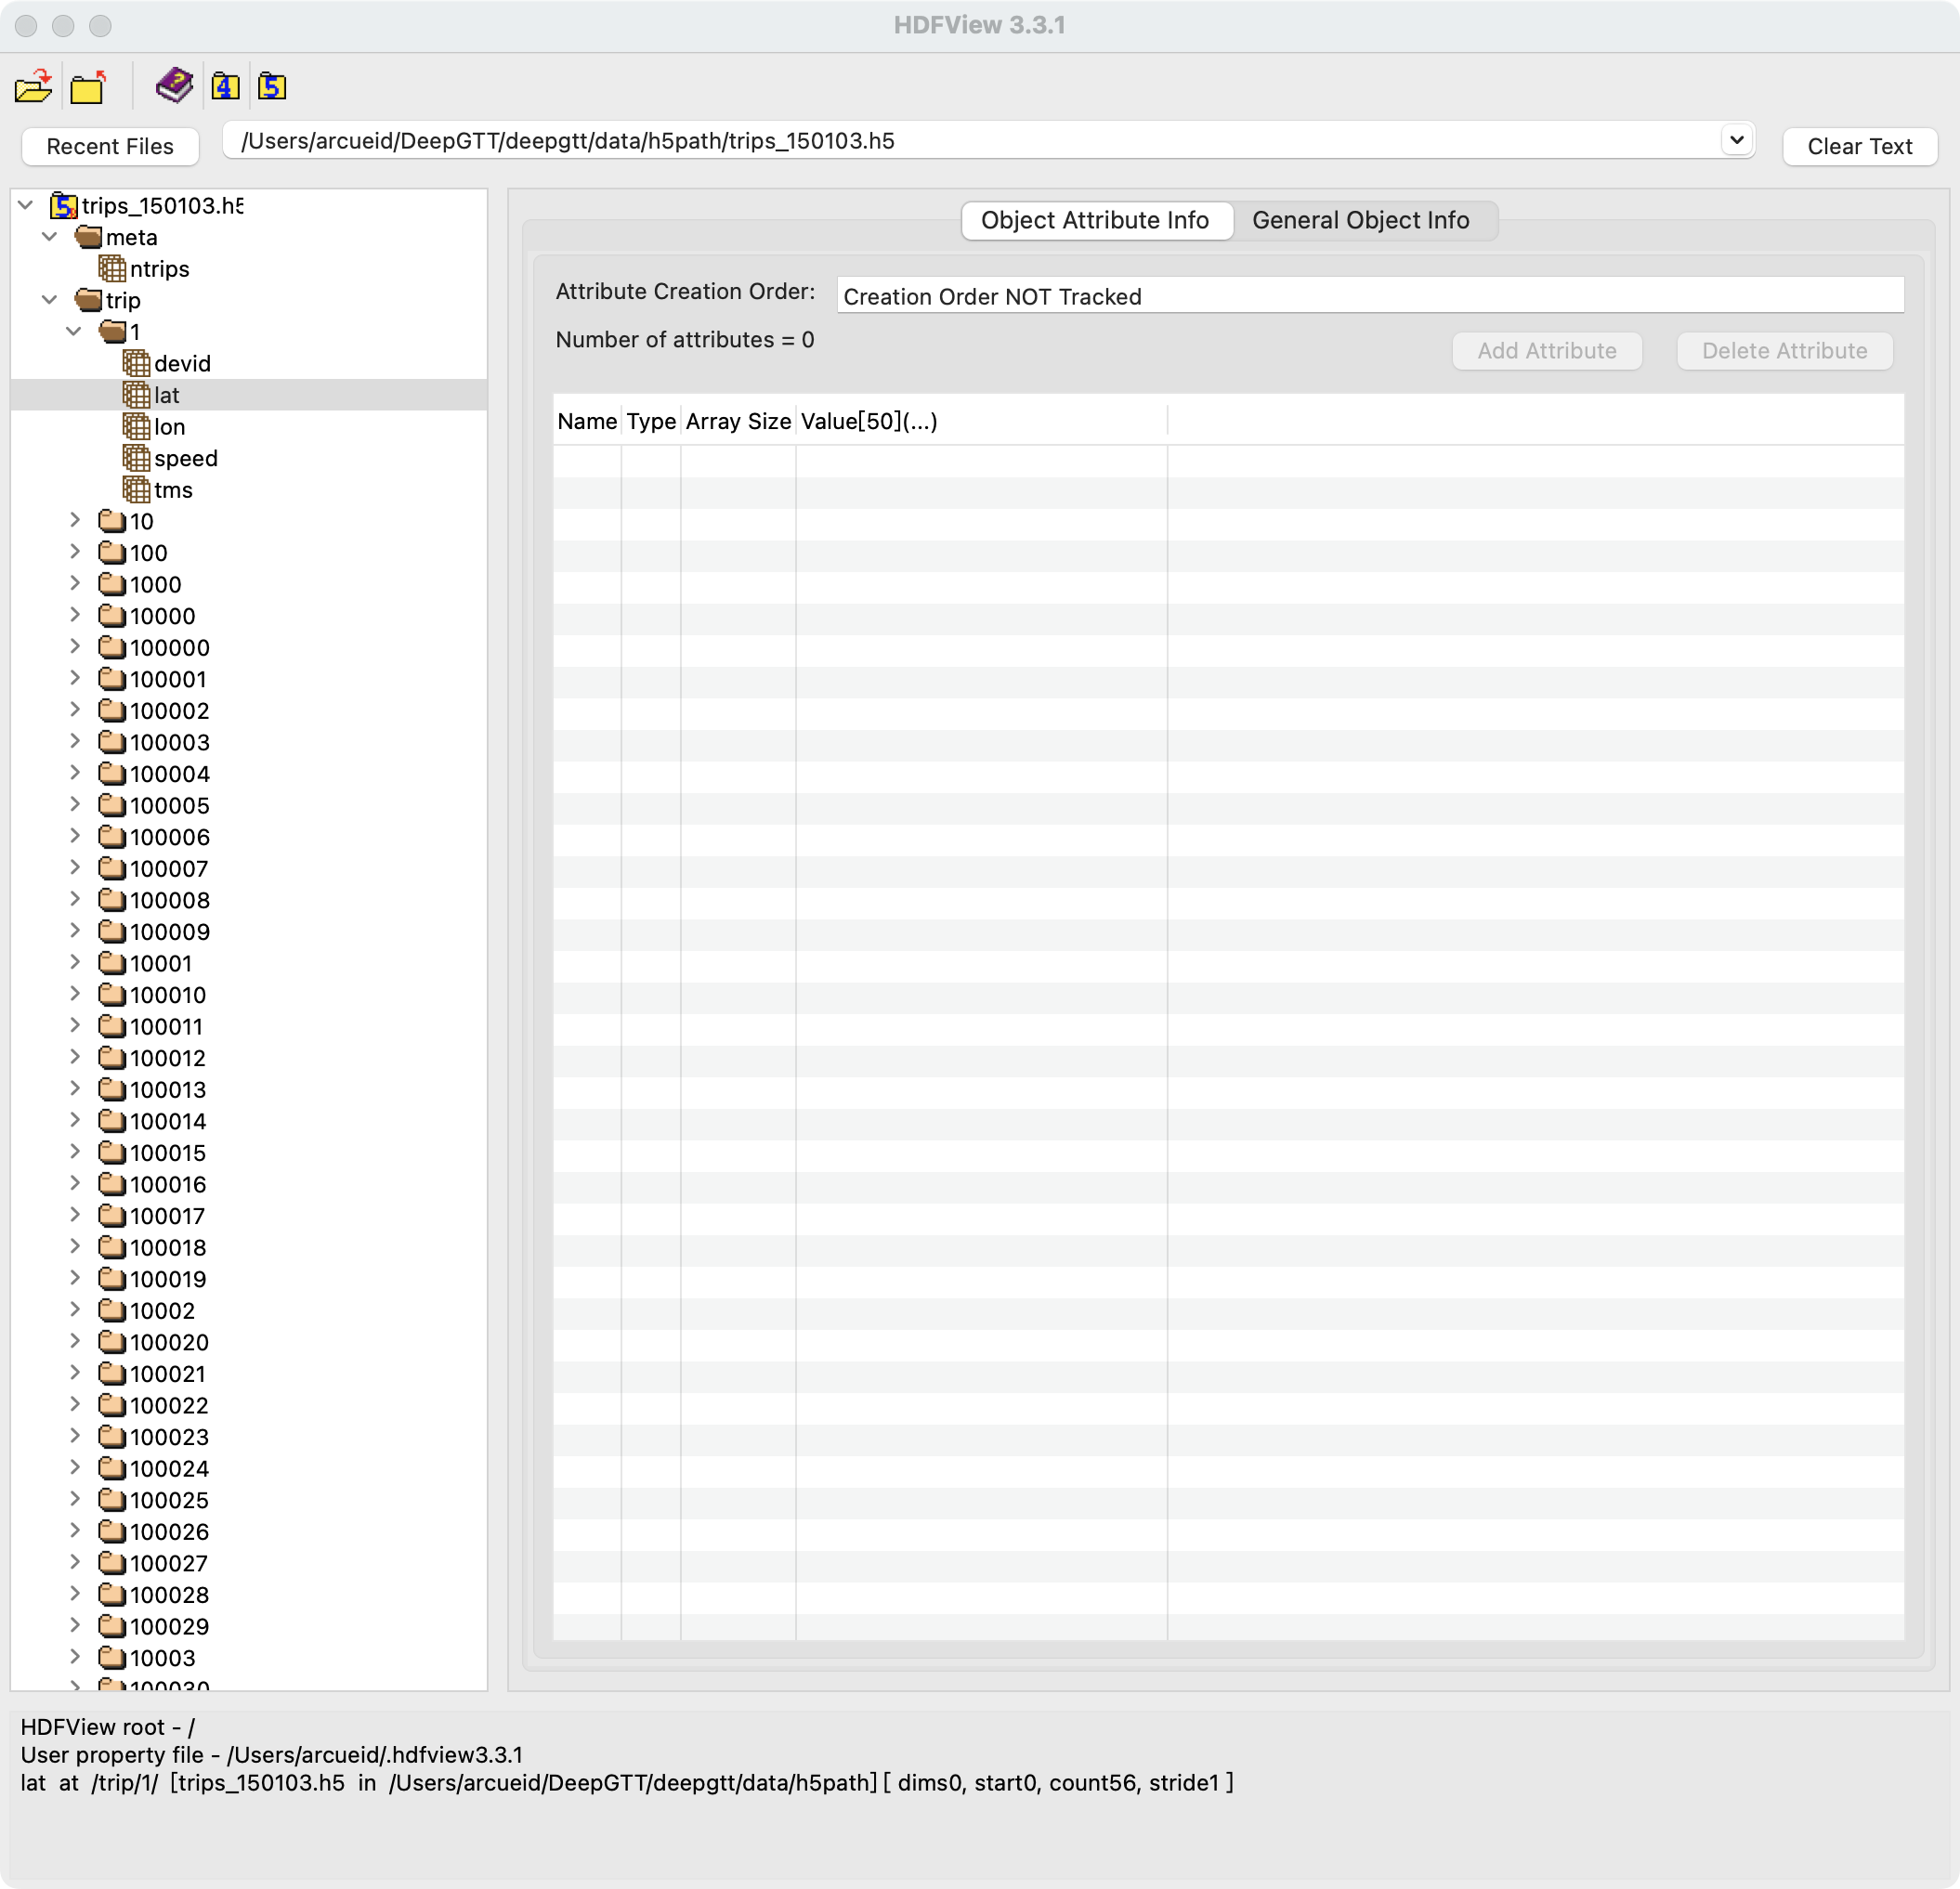 HDFView 3.3.1
4 5
Recent Files /Users/arcueid/DeepGTT/deepgtt/data/h5path/trips_150103.h5 Clear Text
trips_150103.h5
meta
ntrips
trip
1
devid
lat
lon
speed
tms
10
100
1000
10000
100000
100001
100002
100003
100004
100005
100006
100007
100008
100009
10001
100010
100011
100012
100013
100014
100015
100016
100017
100018
100019
10002
100020
100021
100022
100023
100024
100025
100026
100027
100028
100029
10003
100030
Object Attribute Info General Object Info
Attribute Creation Order: Creation Order NOT Tracked
Number of attributes = 0
Add Attribute Delete Attribute
Name Type Array Size Value[50](...)
HDFView root - /
User property file - /Users/arcueid/.hdfview3.3.1
lat at /trip/1/ [trips_150103.h5 in /Users/arcueid/DeepGTT/deepgtt/data/h5path] [ dims0, start0, count56, stride1 ]